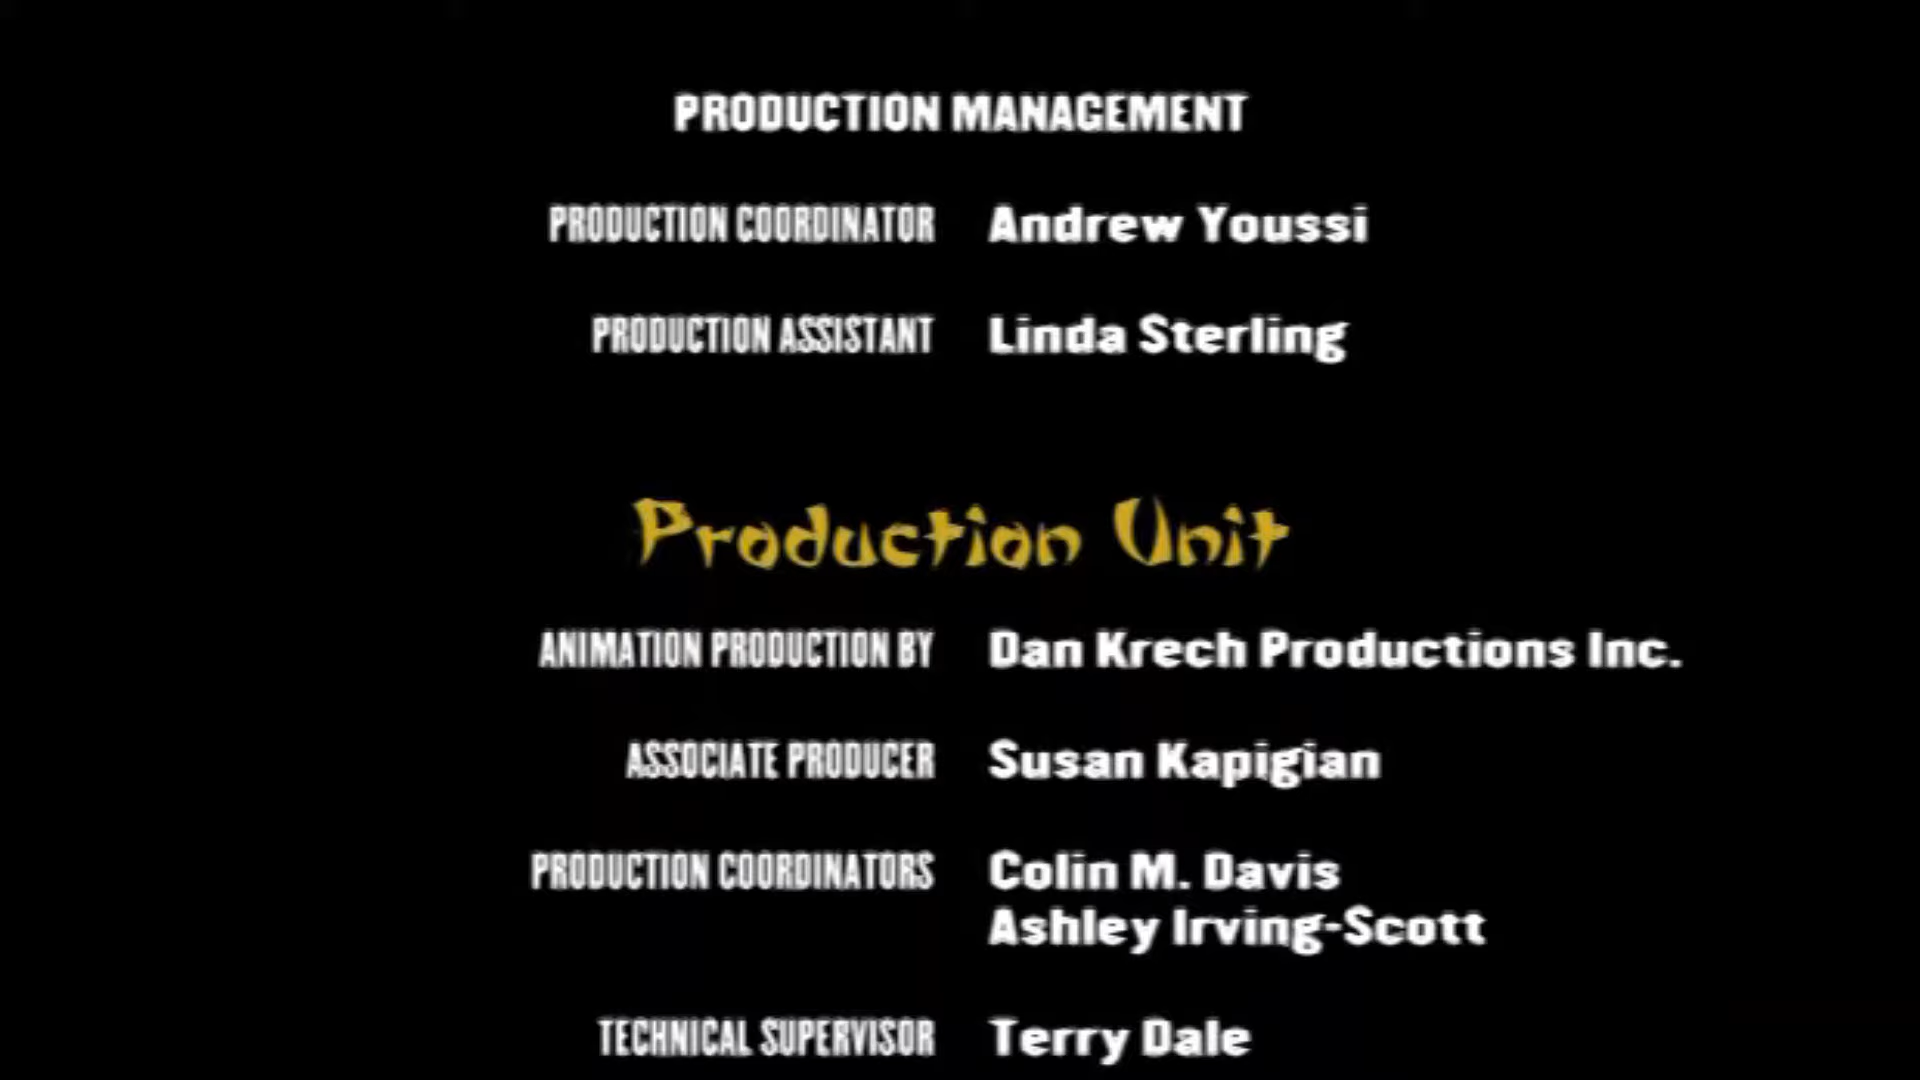 PRODUCTION MANAGEMENT
PRODUCTION COORDINATOR Andrew Youssi
PRODUCTION ASSISTANT Linda Sterling
Production Unit
ANIMATION PRODUCTION BY Dan Krech Productions Inc.
ASSOCIATE PRODUCER Susan Kapigian
PRODUCTION COORDINATORS Colin M. Davis
Ashley Irving-Scott
TECHNICAL SUPERVISOR Terry Dale